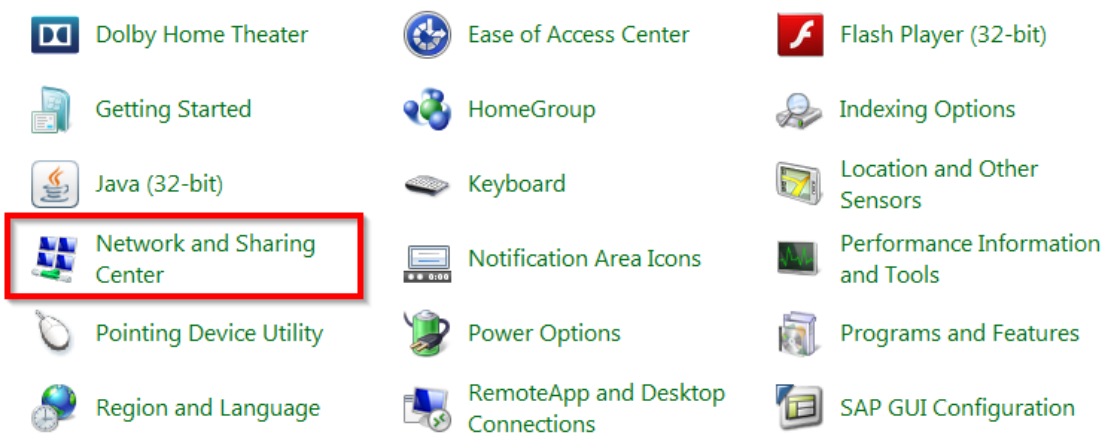 Dolby Home Theater
Ease of Access Center
Flash Player (32-bit)
Getting Started
HomeGroup
Indexing Options
Java (32-bit)
Keyboard
Location and Other
Sensors
Network and Sharing
Center
Notification Area Icons
Performance Information
and Tools
Pointing Device Utility
Power Options
Programs and Features
Region and Language
RemoteApp and Desktop
Connections
SAP GUI Configuration